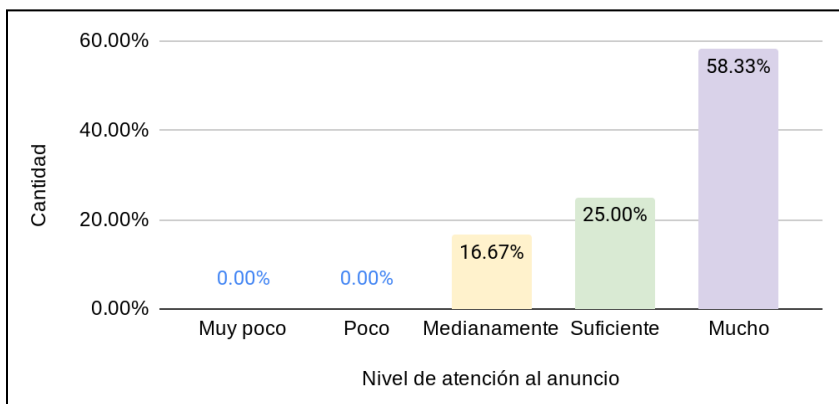 60.00%
58.33%
40.00%
Cantidad
25.00%
20.00%
16.67%
0.00%
0.00%
0.00%
Muy poco
Poco
Medianamente
Suficiente
Mucho
Nivel de atención al anuncio